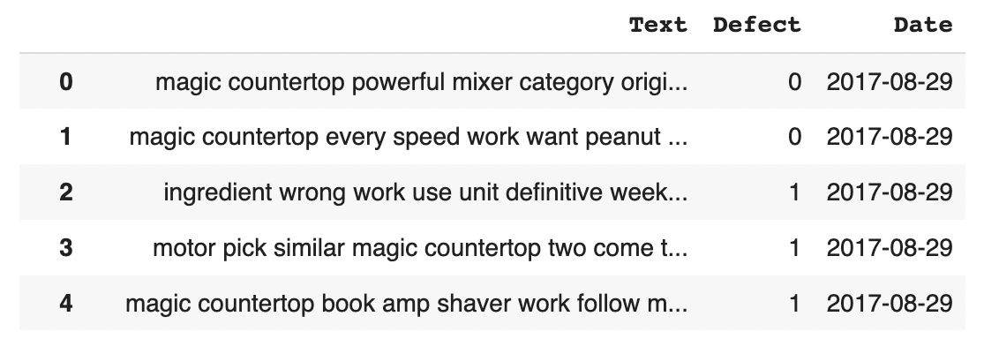 Text Defect Date
0 magic countertop powerful mixer category origi... 0 2017-08-29
1 magic countertop every speed work want peanut ... 0 2017-08-29
2 ingredient wrong work use unit definitive week... 1 2017-08-29
3 motor pick similar magic countertop two come t... 1 2017-08-29
4 magic countertop book amp shaver work follow m... 1 2017-08-29